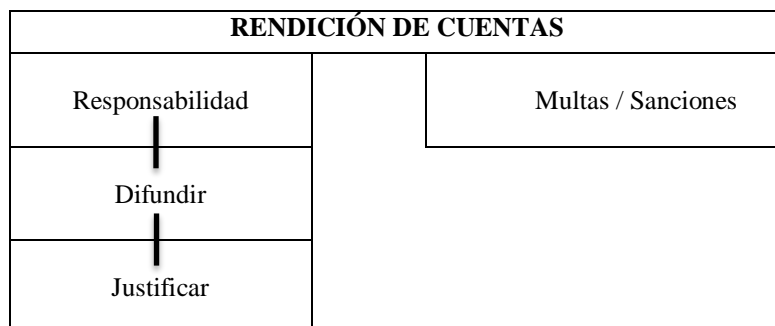 RENDICIÓN DE CUENTAS
Responsabilidad
Multas / Sanciones
Difundir
Justificar